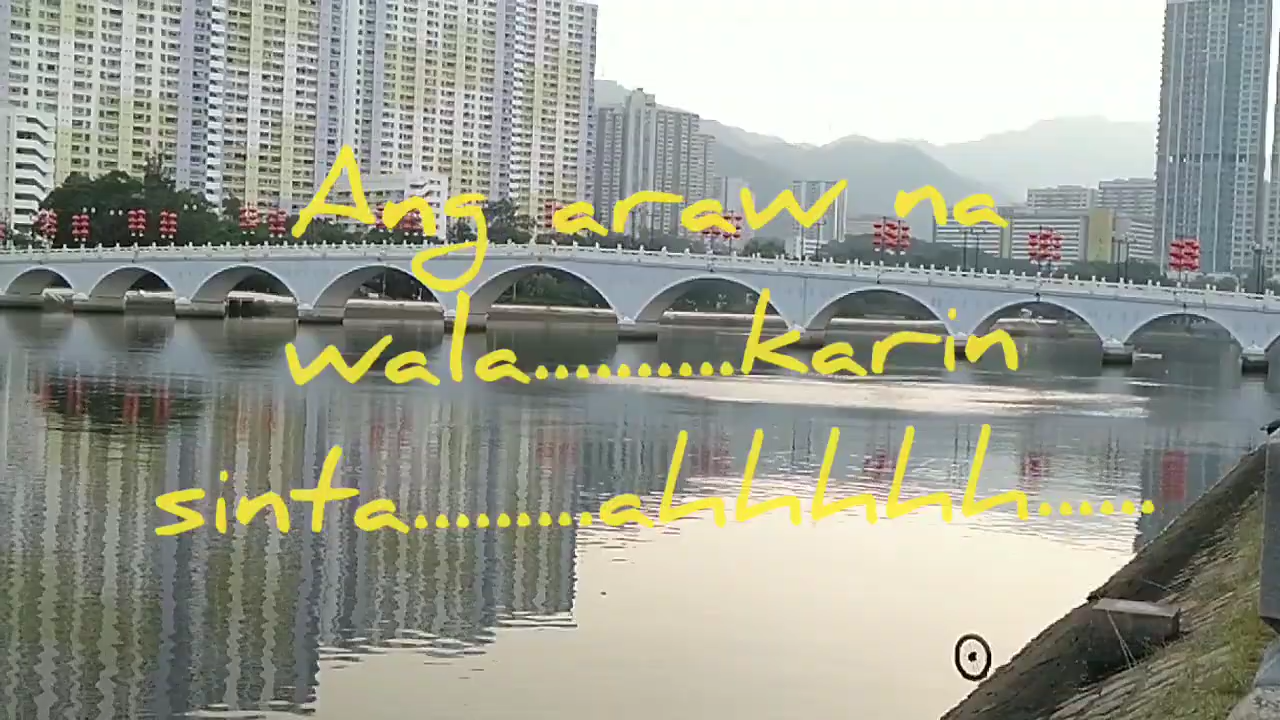 Ang araw na
wala..........karin
sinta.........ahhhhh......